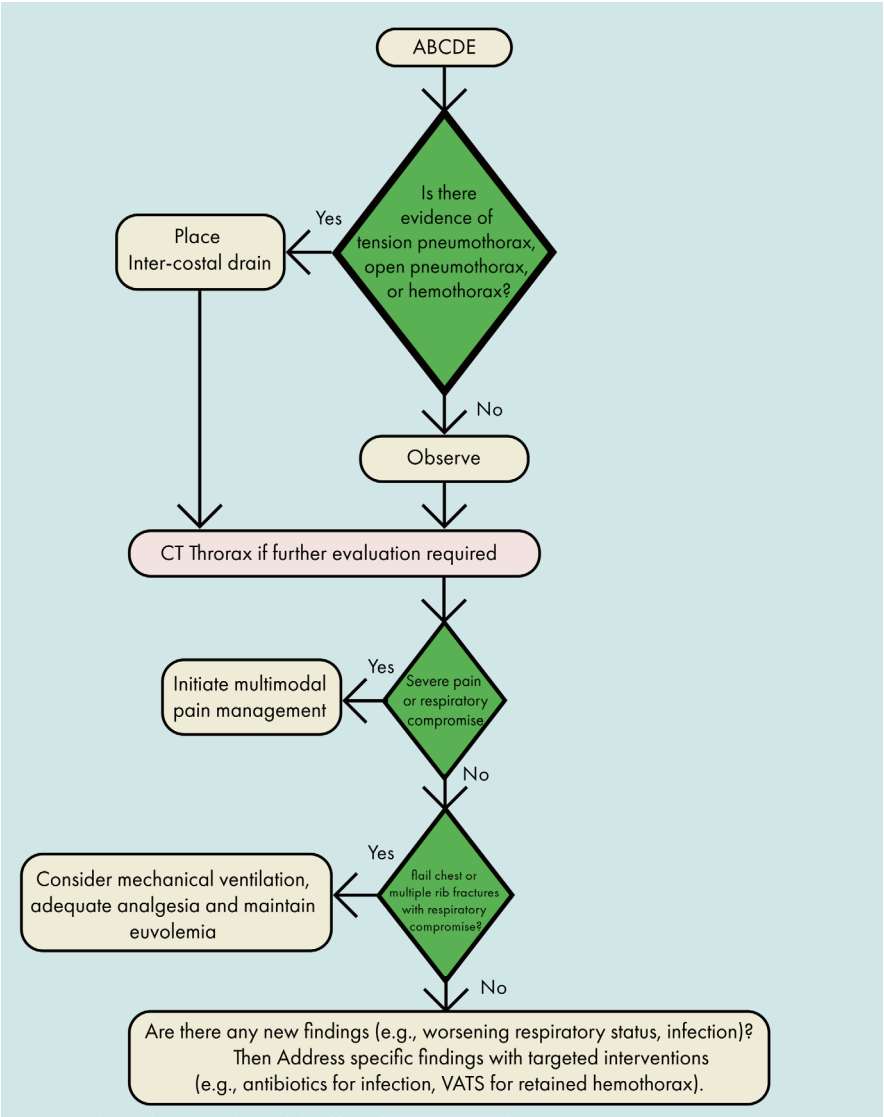 ABCDE
Is there
evidence of
tension pneumothorax,
open pneumothorax,
or hemothorax?
Yes
Place
Inter-costal drain
No
Observe
CT Throrax if further evaluation required
Severe pain
or respiratory
compromise
Yes
Initiate multimodal
pain management
No
flail chest or
multiple rib fractures
with respiratory
compromise?
Yes
Consider mechanical ventilation,
adequate analgesia and maintain
euvolemia
No
Are there any new findings (e.g., worsening respiratory status, infection)?
Then Address specific findings with targeted interventions
(e.g., antibiotics for infection, VATS for retained hemothorax).